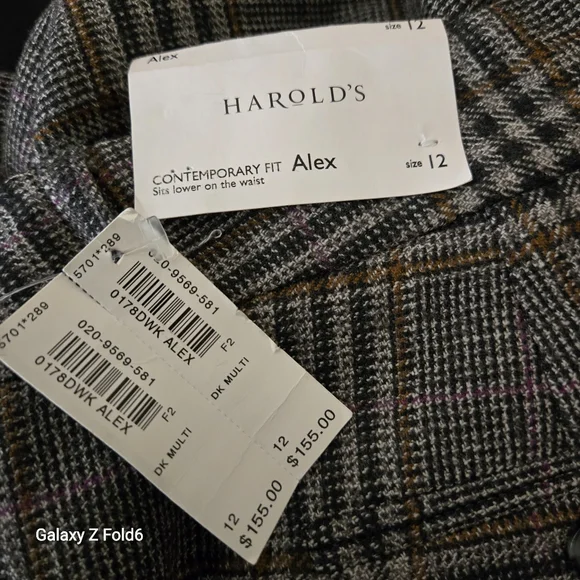 Alex
size 12
HAROLD'S
CONTEMPORARY FIT Alex
size 12
Sits lower on the waist
5701*289
020-9569-581
0178DWK ALEX
F2
DK MULTI
12
$155.00
5701*289
020-9569-581
0178DWK ALEX
F2
DK MULTI
12
$155.00
Galaxy Z Fold6